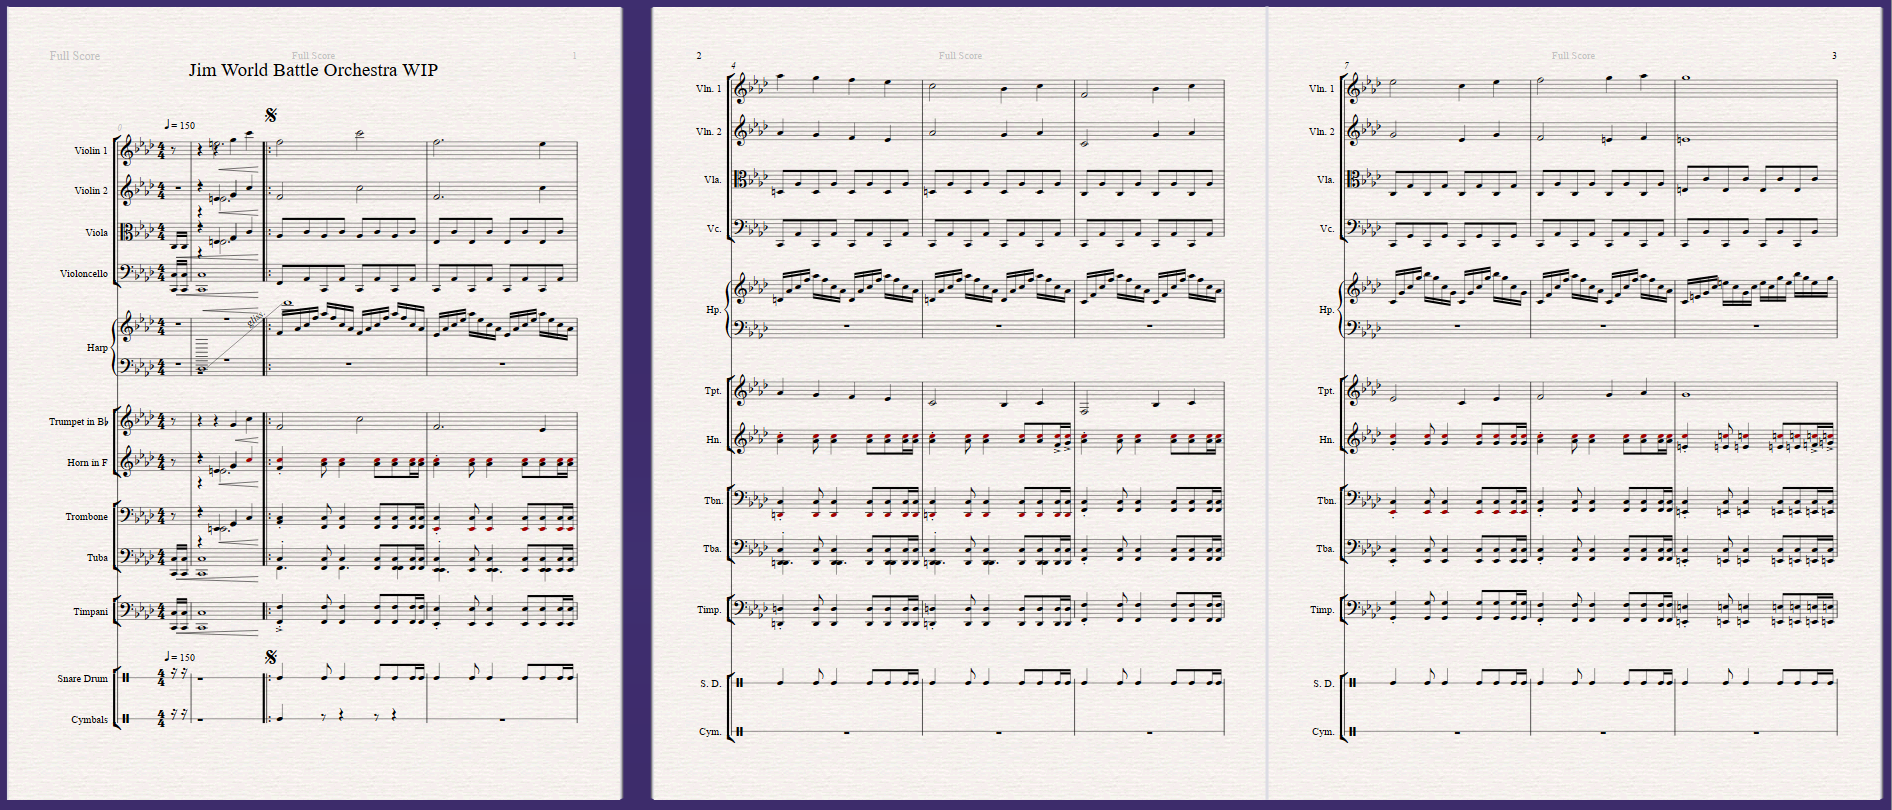 Full Score
Full Score
1
Jim World Battle Orchestra WIP
0
♩ = 150
Violin 1
Violin 2
Viola
Violoncello
gliss.
Harp
Trumpet in B♭
Horn in F
Trombone
Tuba
Timpani
♩ = 150
Snare Drum
Cymbals
2
Full Score
4
Vln. 1
Vln. 2
Vla.
Vc.
Hp.
Tpt.
Hn.
Tbn.
Tba.
Timp.
S. D.
Cym.
Full Score
3
7
Vln. 1
Vln. 2
Vla.
Vc.
Hp.
Tpt.
Hn.
Tbn.
Tba.
Timp.
S. D.
Cym.